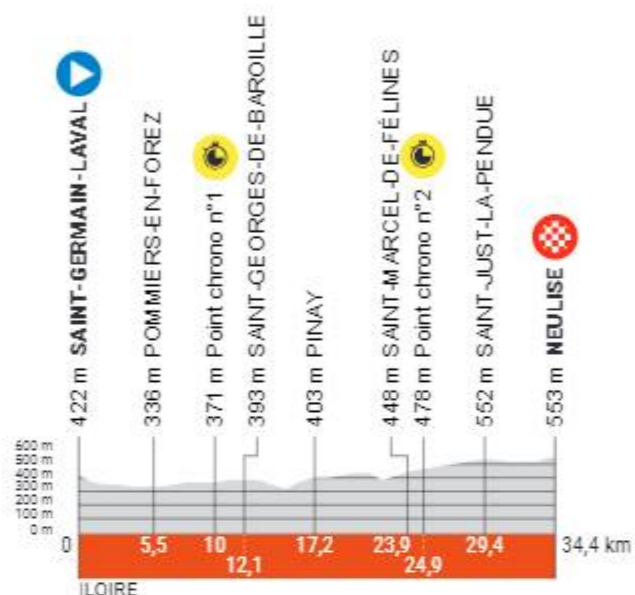 422 m SAINT-GERMAIN-LAVAL
336 m POMMIERS-EN-FOREZ
371 m Point chrono n°1
393 m SAINT-GEORGES-DE-BAROILLE
403 m PINAY
448 m SAINT-MARCEL-DE-FÉLINES
478 m Point chrono n°2
552 m SAINT-JUST-LA-PENDUE
553 m NEULISE
600 m
500 m
400 m
300 m
200 m
100 m
0 m
0 5,5 10 17,2 23,9 29,4 34,4 km
12,1 24,9
LOIRE